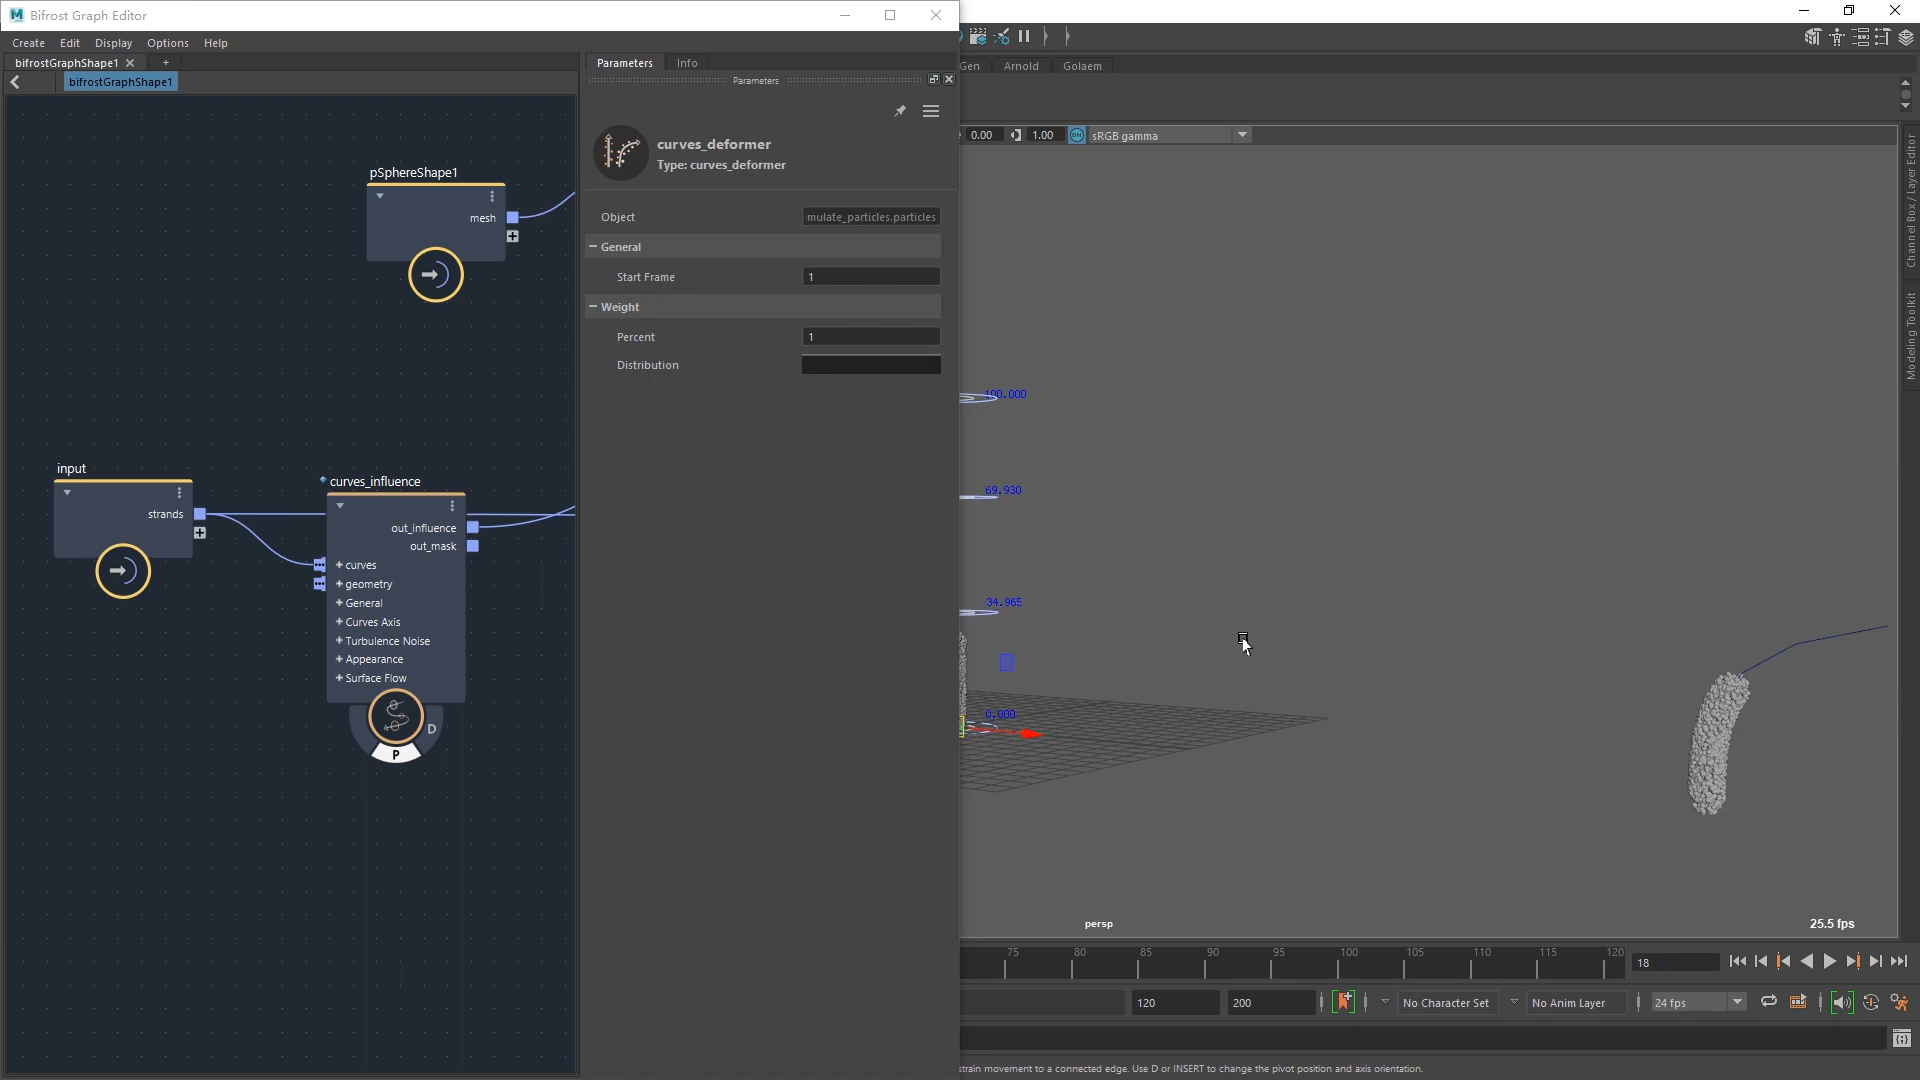 Bifrost Graph Editor
Create Edit Display Options Help
bifrostGraphShape1 +
bifrostGraphShape1
pSphereShape1
mesh
input
strands
curves_influence
out_influence
out_mask
+ curves
+ geometry
+ General
+ Curves Axis
+ Turbulence Noise
+ Appearance
+ Surface Flow
D
P
Parameters Info
Parameters
curves_deformer
Type: curves_deformer
Object mulate_particles.particles
General
Start Frame 1
Weight
Percent 1
Distribution
Gen Arnold Golaem
0.00 1.00 ON sRGB gamma
100.000
69.930
34.965
0.000
persp
25.5 fps
Channel Box / Layer Editor
Modeling Toolkit
75 80 85 90 95 100 105 110 115 120
18
120 200 No Character Set No Anim Layer 24 fps
strain movement to a connected edge. Use D or INSERT to change the pivot position and axis orientation.